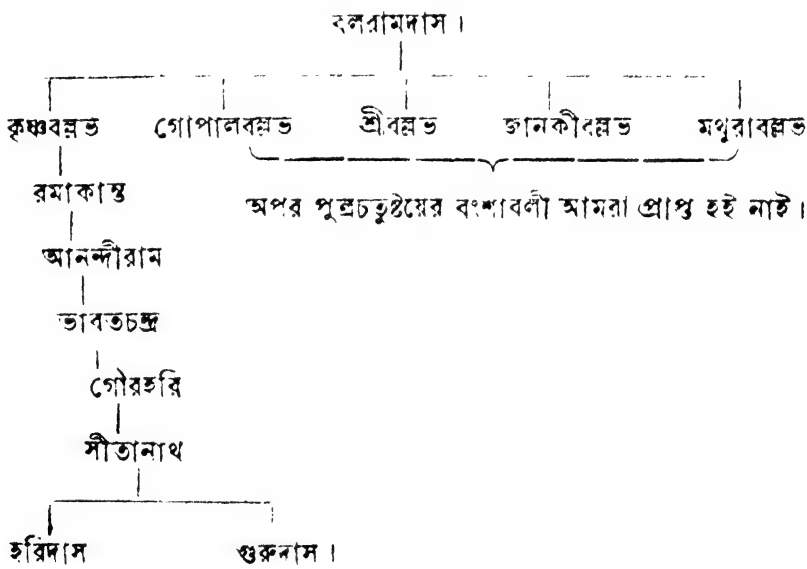 বলরামদাস।
কৃষ্ণবল্লভ গোপালবল্লভ শ্রীবল্লভ জানকীবল্লভ মথুরাবল্লভ
রমাকান্ত
অপর পুত্রচতুষ্টয়ের বংশাবলী আমরা প্রাপ্ত হই নাই।
আনন্দীরাম
ভারতচন্দ্র
গৌরহরি
সীতানাথ
হরিদাস গুরুদাস।